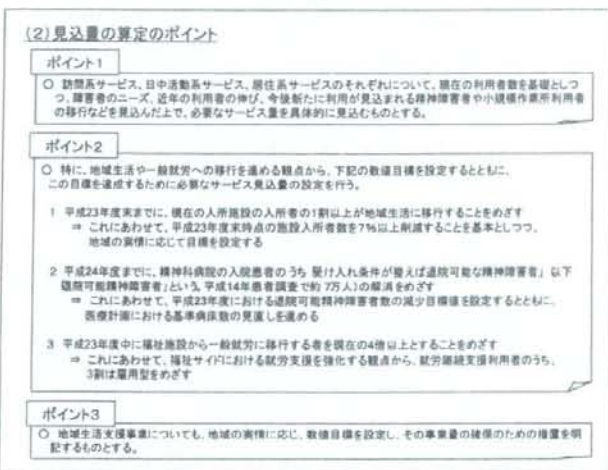 (2)見込量の算定のポイント
ポイント1
○ 訪問系サービス、日中活動系サービス、居住系サービスのそれぞれについて、現在の利用者数を基礎としつ
つ、障害者のニーズ、近年の利用者の伸び、今後新たに利用が見込まれる精神障害者や小規模作業所利用者
の移行などを見込んだ上で、必要なサービス量を具体的に見込むものとする。
ポイント2
○ 特に、地域生活や一般就労への移行を進める観点から、下記の数値目標を設定するとともに、
この目標を達成するために必要なサービス見込量の設定を行う。
1 平成23年度末までに、現在の入所施設の入所者の1割以上が地域生活に移行することをめざす
⇒ これにあわせて、平成23年度末時点の施設入所者数を7%以上削減することを基本としつつ、
地域の実情に応じて目標を設定する
2 平成24年度までに、精神科病院の入院患者のうち 受け入れ条件が整えば退院可能な精神障害者」 以下
退院可能精神障害者」という。平成14年患者調査で約 7万人)の解消をめざす
⇒ これにあわせて、平成23年度における退院可能精神障害者数の減少目標値を設定するとともに、
医療計画における基準病床数の見直しを進める
3 平成23年度中に福祉施設から一般就労に移行する者を現在の4倍以上とすることをめざす
⇒ これにあわせて、福祉サイドにおける就労支援を強化する観点から、就労継続支援利用者のうち、
3割は雇用型をめざす
ポイント3
○ 地域生活支援事業についても、地域の実情に応じ、数値目標を設定し、その事業量の確保のための措置を明
記するものとする。